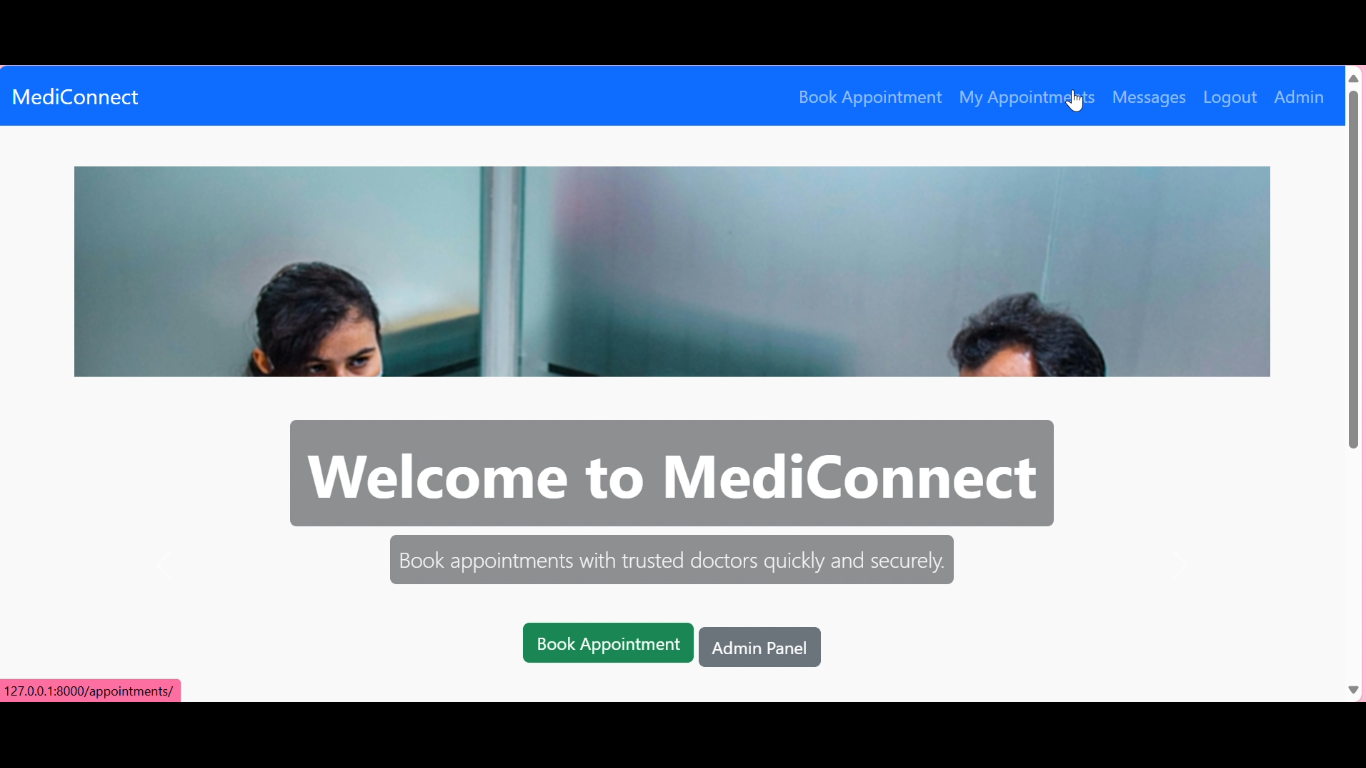 MediConnect
Book Appointment My Appointments Messages Logout Admin
Welcome to MediConnect
Book appointments with trusted doctors quickly and securely.
Book Appointment Admin Panel
127.0.0.1:8000/appointments/